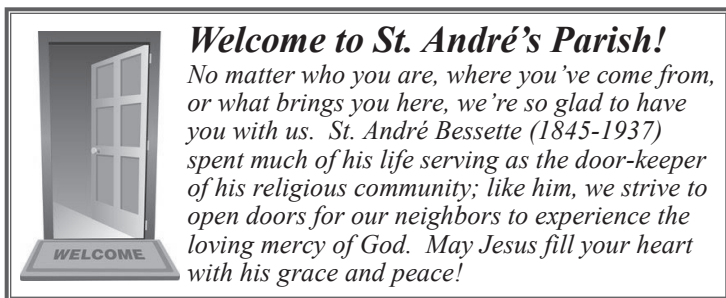 Welcome to St. André's Parish!
No matter who you are, where you've come from,
or what brings you here, we're so glad to have
you with us.  St. André Bessette (1845-1937)
spent much of his life serving as the door-keeper
of his religious community; like him, we strive to
open doors for our neighbors to experience the
loving mercy of God.  May Jesus fill your heart
with his grace and peace!
WELCOME